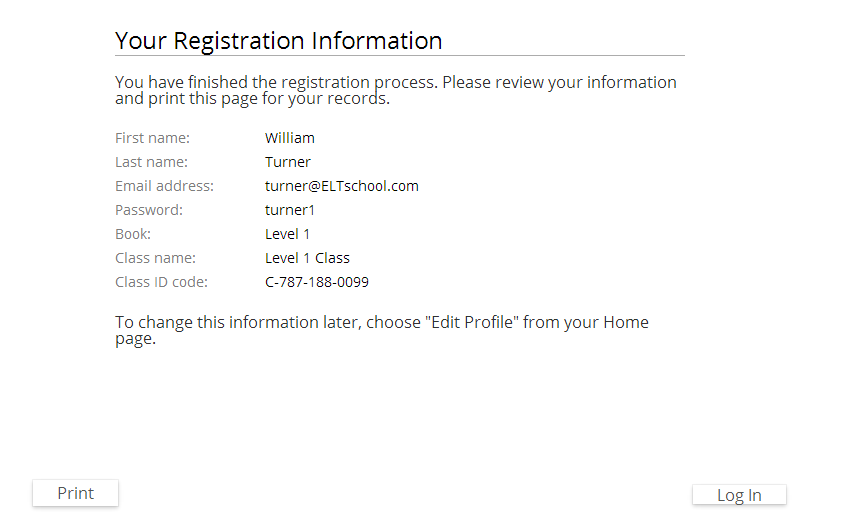 Your Registration Information
You have finished the registration process. Please review your information
and print this page for your records.
First name: William
Last name: Turner
Email address: turner@ELTschool.com
Password: turner1
Book: Level 1
Class name: Level 1 Class
Class ID code: C-787-188-0099
To change this information later, choose "Edit Profile" from your Home
page.
Print
Log In